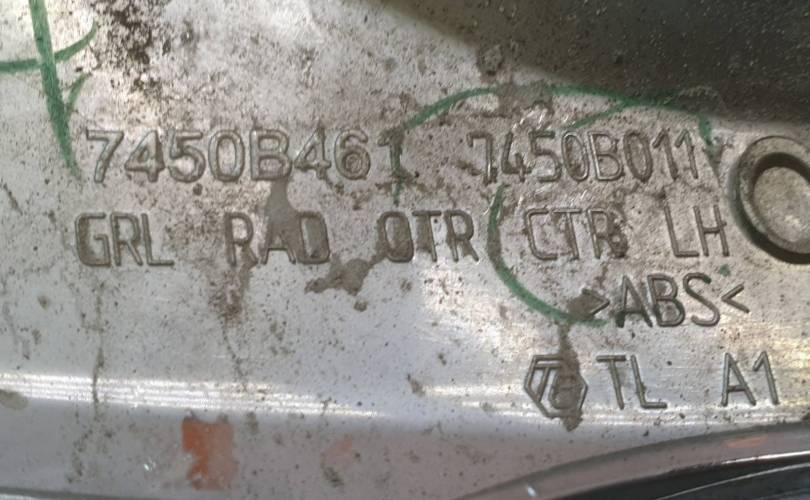 7450B461 7450B011
GRL RAD OTR CTR LH
>ABS<
TL A1